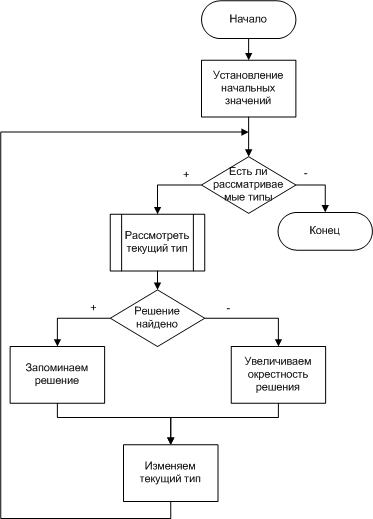 Начало
Установление
начальных
значений
Есть ли
рассматривае
мые типы
+
-
Рассмотреть
текущий тип
Конец
Решение
найдено
+
-
Запоминаем
решение
Увеличиваем
окрестность
решения
Изменяем
текущий тип